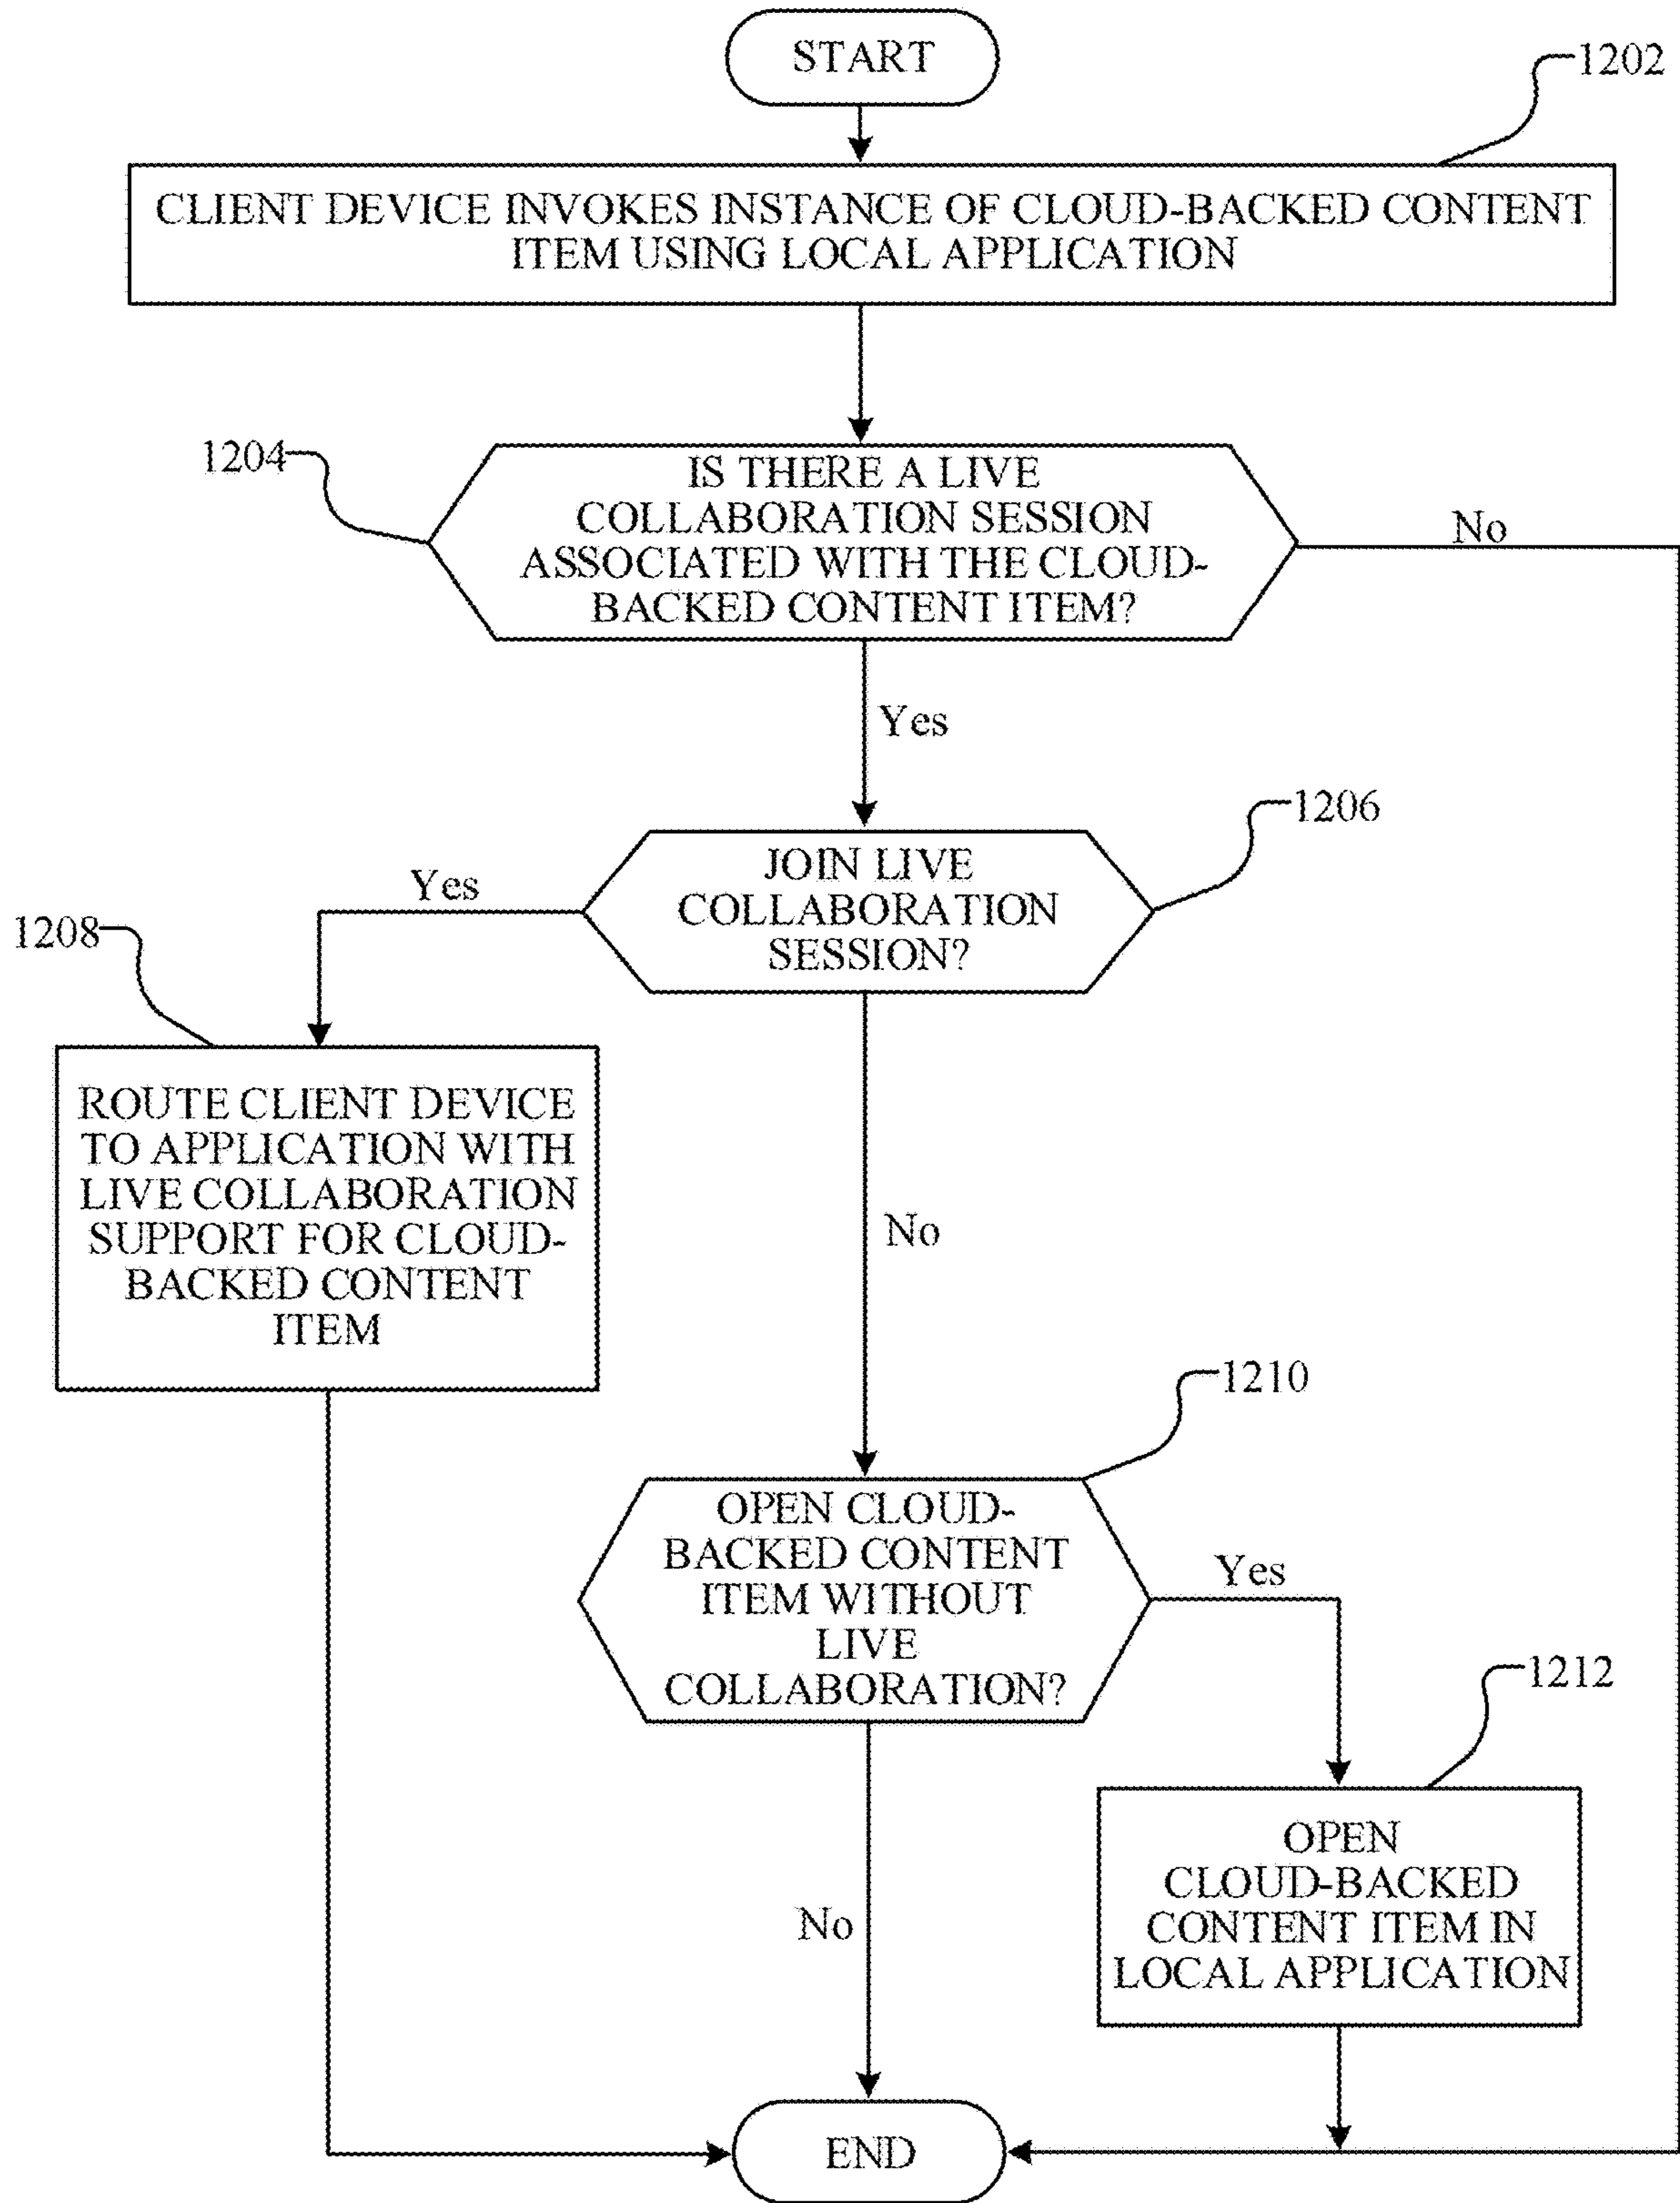 START
1202
CLIENT DEVICE INVOKES INSTANCE OF CLOUD-BACKED CONTENT
ITEM USING LOCAL APPLICATION
1204
IS THERE A LIVE
COLLABORATION SESSION
ASSOCIATED WITH THE CLOUD-
BACKED CONTENT ITEM?
No
Yes
1206
JOIN LIVE
COLLABORATION
SESSION?
Yes
1208
ROUTE CLIENT DEVICE
TO APPLICATION WITH
LIVE COLLABORATION
SUPPORT FOR CLOUD-
BACKED CONTENT
ITEM
No
1210
OPEN CLOUD-
BACKED CONTENT
ITEM WITHOUT
LIVE
COLLABORATION?
Yes
1212
OPEN
CLOUD-BACKED
CONTENT ITEM IN
LOCAL APPLICATION
No
END